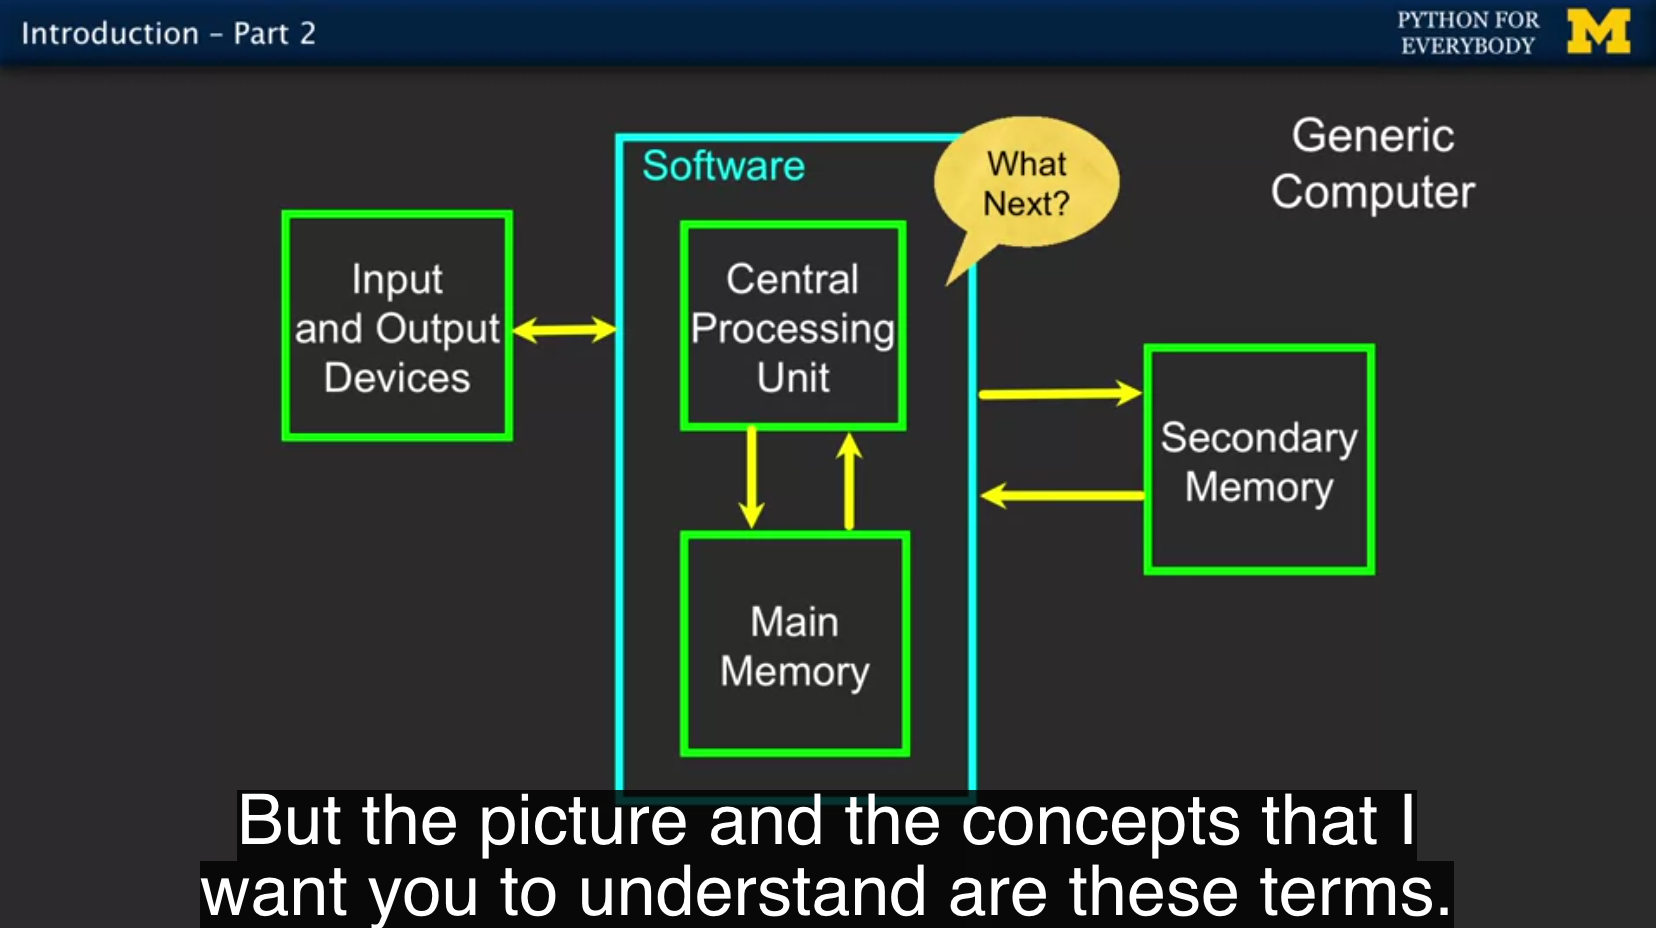 Introduction – Part 2
PYTHON FOR
EVERYBODY
M
Generic
Computer
Software
What
Next?
Input
and Output
Devices
Central
Processing
Unit
Secondary
Memory
Main
Memory
But the picture and the concepts that I
want you to understand are these terms.